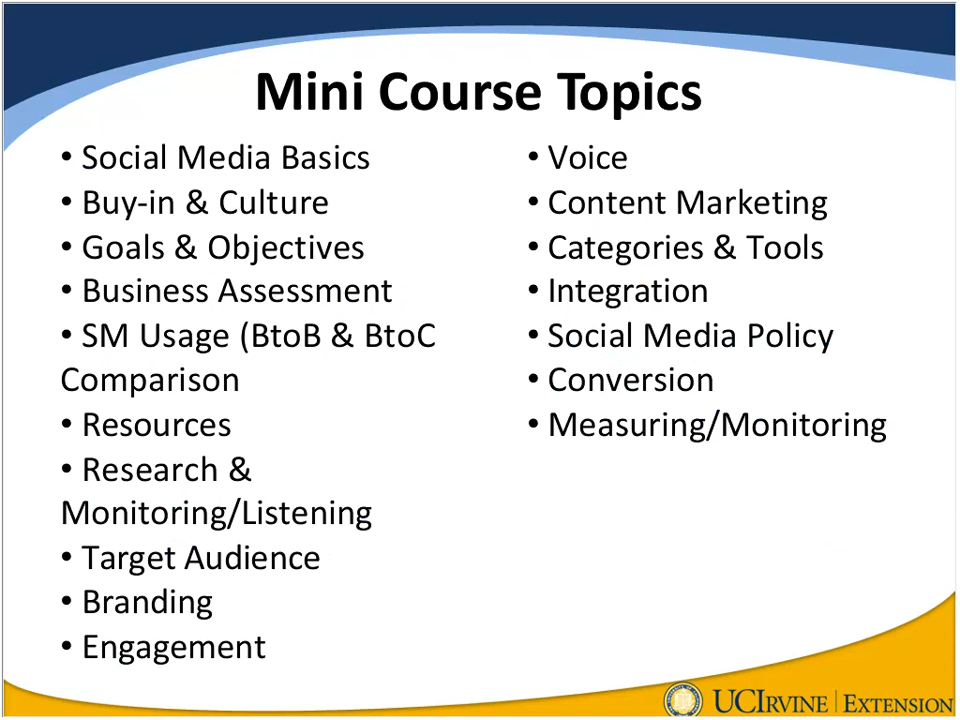 Mini Course Topics
• Social Media Basics
• Buy-in & Culture
• Goals & Objectives
• Business Assessment
• SM Usage (BtoB & BtoC
Comparison
• Resources
• Research &
Monitoring/Listening
• Target Audience
• Branding
• Engagement
• Voice
• Content Marketing
• Categories & Tools
• Integration
• Social Media Policy
• Conversion
• Measuring/Monitoring
UCIRVINE | EXTENSION